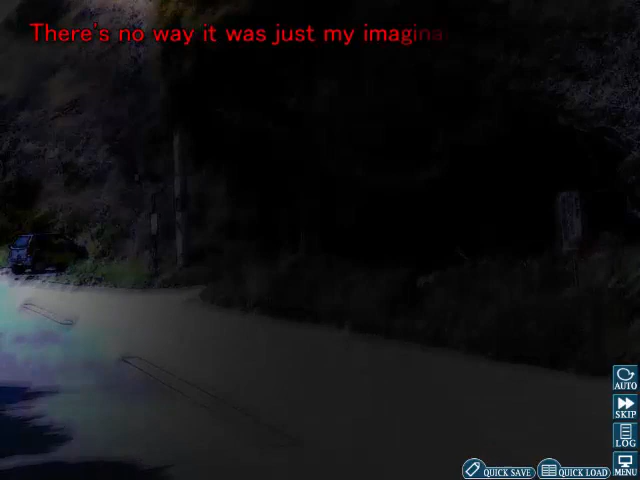 There's no way it was just my imagina
AUTO
SKIP
LOG
MENU
QUICK SAVE
QUICK LOAD